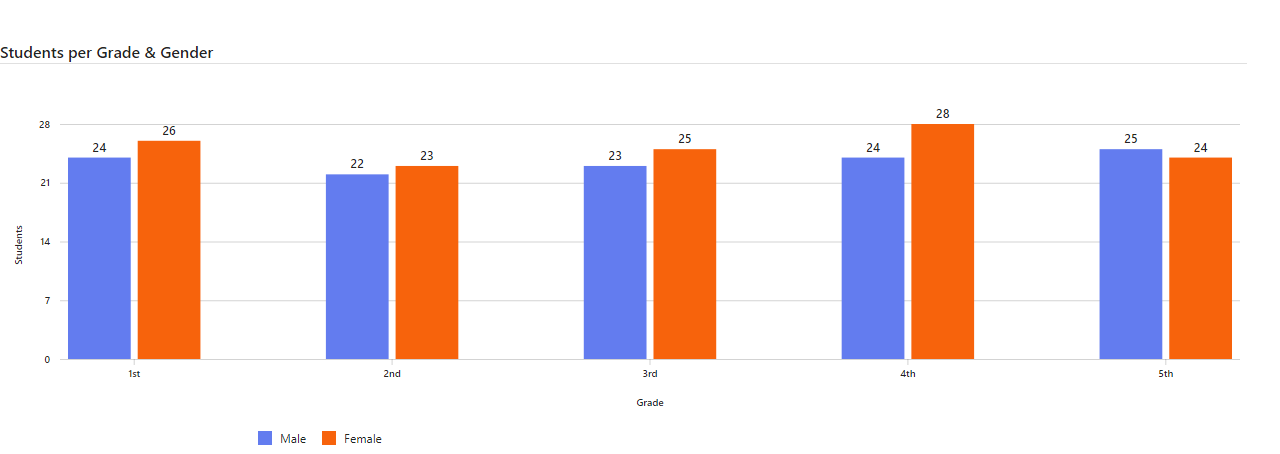 Students per Grade & Gender
28
28
24
26
22
23
23
25
24
25
24
21
14
7
0
Students
1st
2nd
3rd
4th
5th
Grade
Male
Female